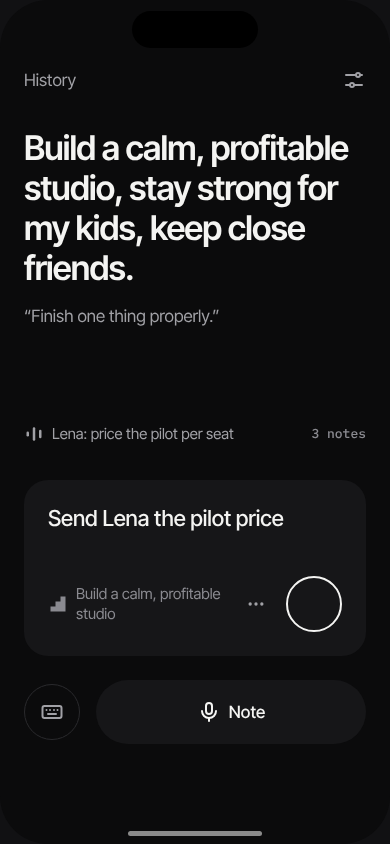 History
Build a calm, profitable
studio, stay strong for
my kids, keep close
friends.
“Finish one thing properly.”
Lena: price the pilot per seat
3 notes
Send Lena the pilot price
Build a calm, profitable
studio
Note